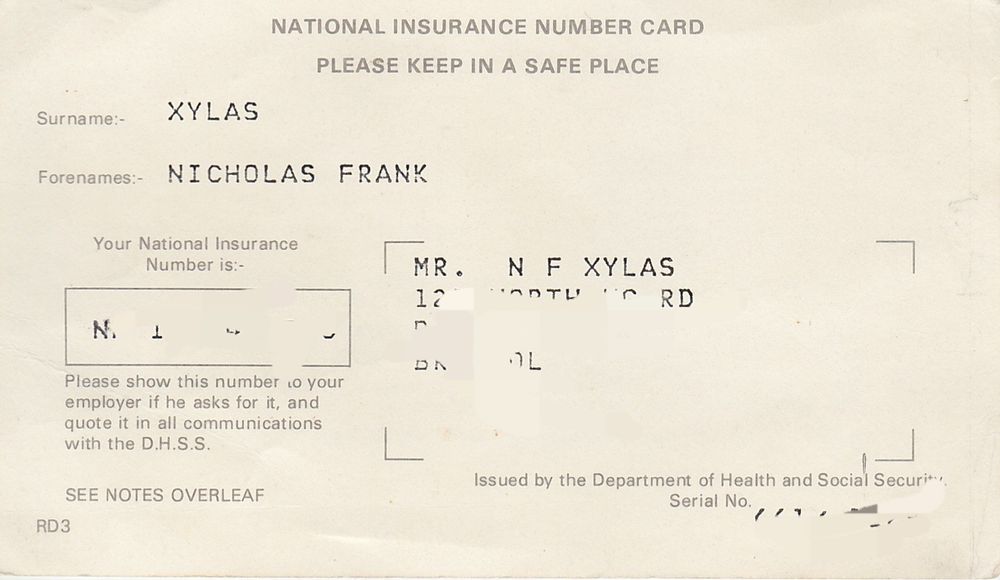 NATIONAL INSURANCE NUMBER CARD
PLEASE KEEP IN A SAFE PLACE
Surname:- XYLAS
Forenames:- NICHOLAS FRANK
Your National Insurance
Number is:-
MR. N F XYLAS
RD
Please show this number to your
employer if he asks for it, and
quote it in all communications
with the D.H.S.S.
Issued by the Department of Health and Social Security.
Serial No.
SEE NOTES OVERLEAF
RD3